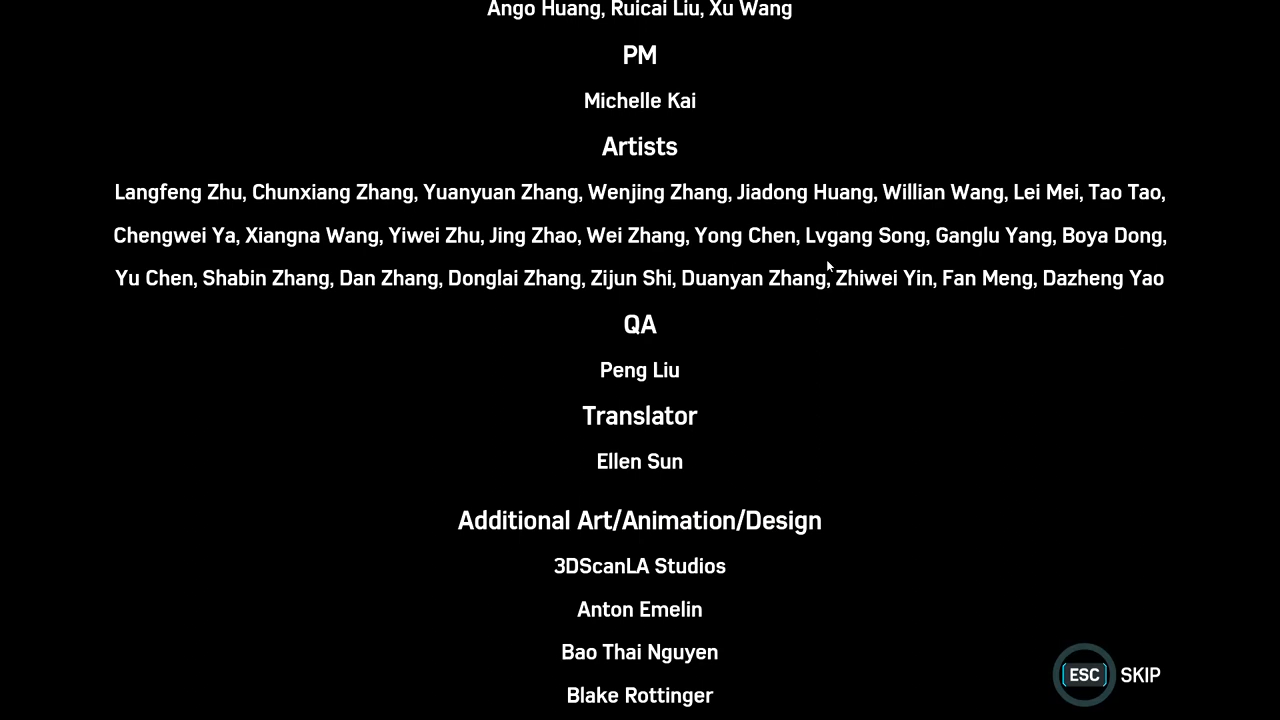 Ango Huang, Ruicai Liu, Xu Wang
PM
Michelle Kai
Artists
Langfeng Zhu, Chunxiang Zhang, Yuanyuan Zhang, Wenjing Zhang, Jiadong Huang, Willian Wang, Lei Mei, Tao Tao,
Chengwei Ya, Xiangna Wang, Yiwei Zhu, Jing Zhao, Wei Zhang, Yong Chen, Lvgang Song, Ganglu Yang, Boya Dong,
Yu Chen, Shabin Zhang, Dan Zhang, Donglai Zhang, Zijun Shi, Duanyan Zhang, Zhiwei Yin, Fan Meng, Dazheng Yao
QA
Peng Liu
Translator
Ellen Sun
Additional Art/Animation/Design
3DScanLA Studios
Anton Emelin
Bao Thai Nguyen
Blake Rottinger
ESC SKIP